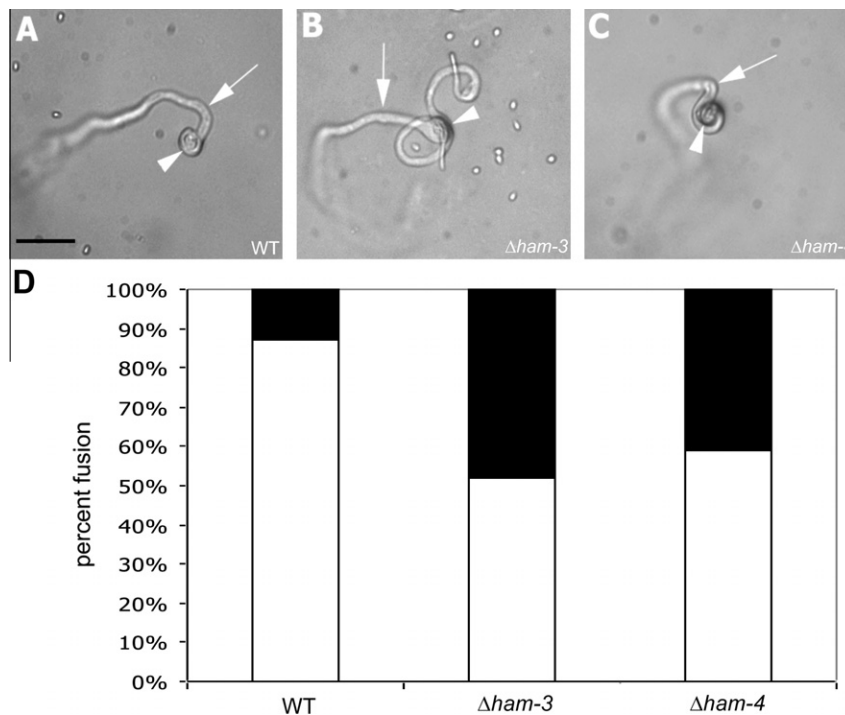 A
B
C
WT
Δham-3
Δham-
D
100%
90%
80%
70%
60%
50%
40%
30%
20%
10%
0%
percent fusion
WT
Δham-3
Δham-4